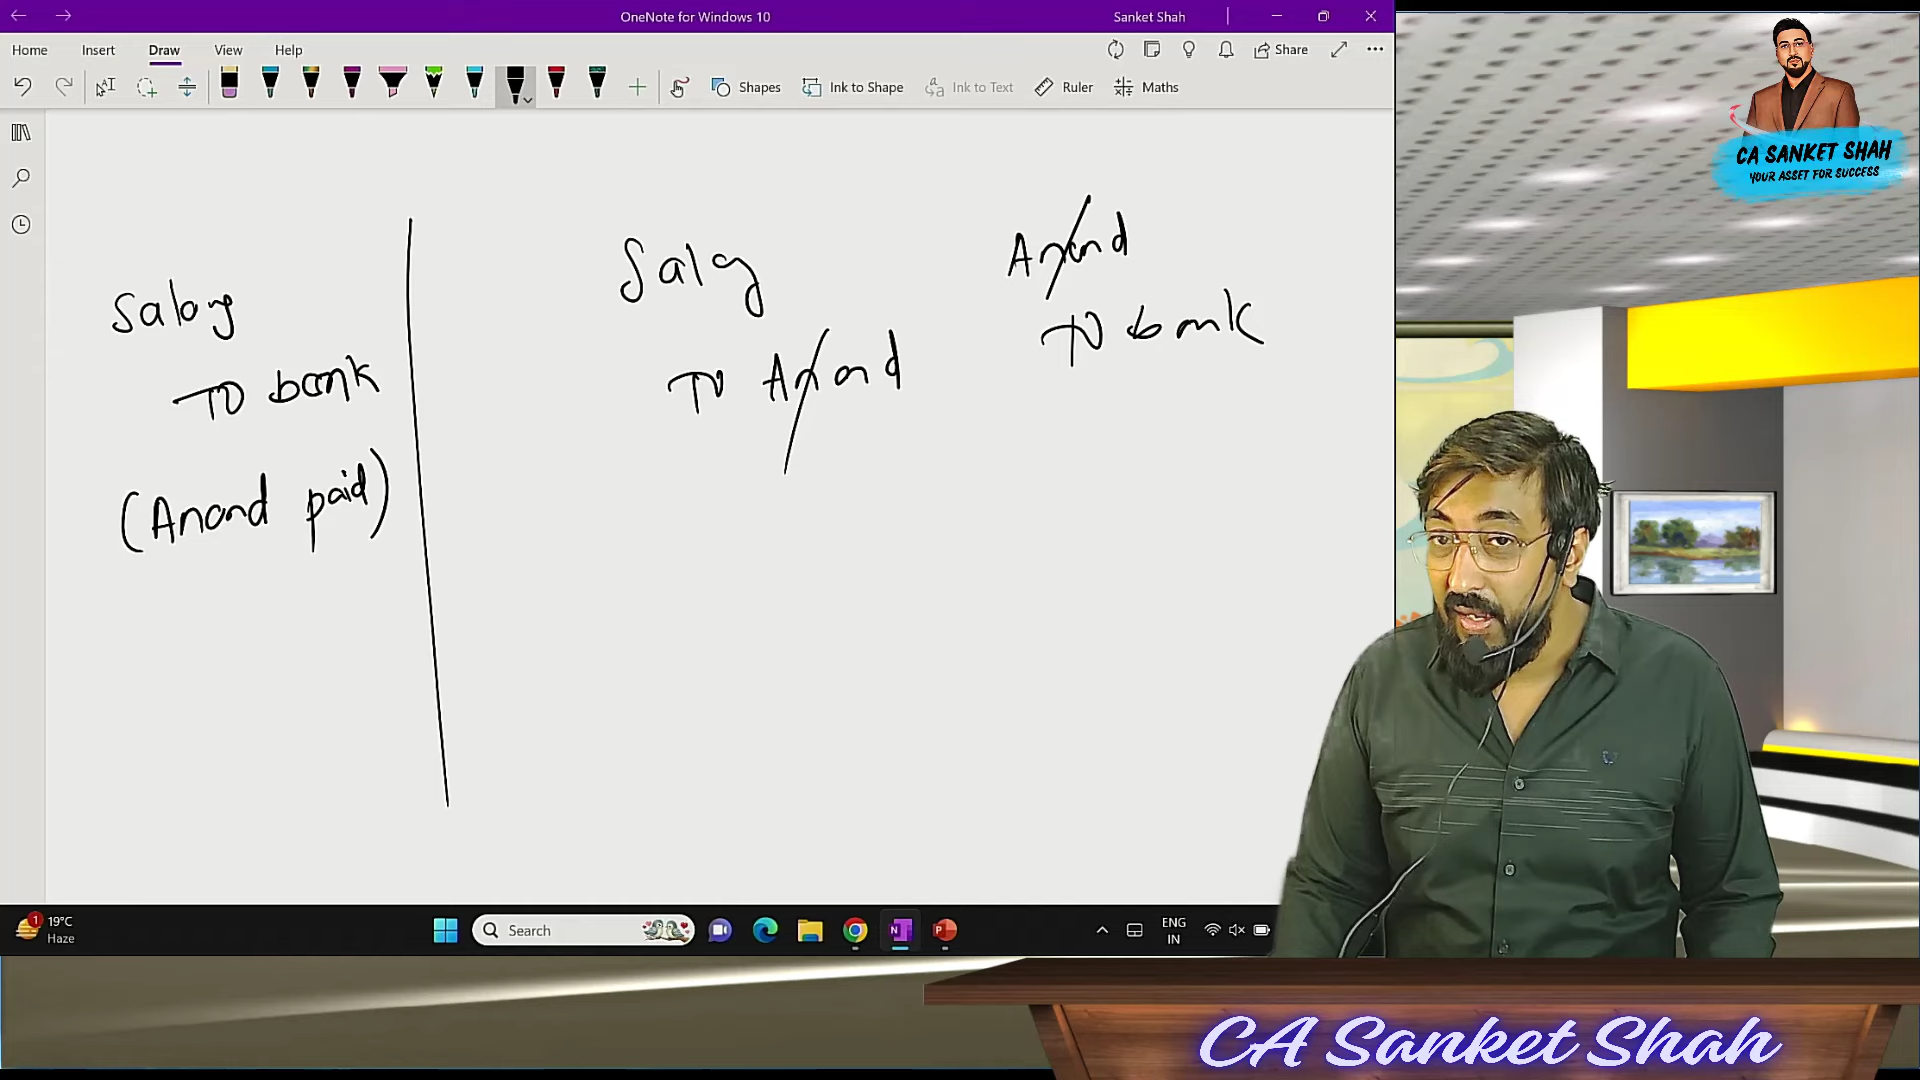 OneNote for Windows 10
Sanket Shah
Home Insert Draw View Help
Share
Shapes Ink to Shape Ink to Text Ruler Maths
CA SANKET SHAH
YOUR ASSET FOR SUCCESS
Salary
TO bank
(Anand paid)
Salary
TO Anand
Anand
TO bank
1
19°C
Haze
Search
ENG
IN
CA Sanket Shah